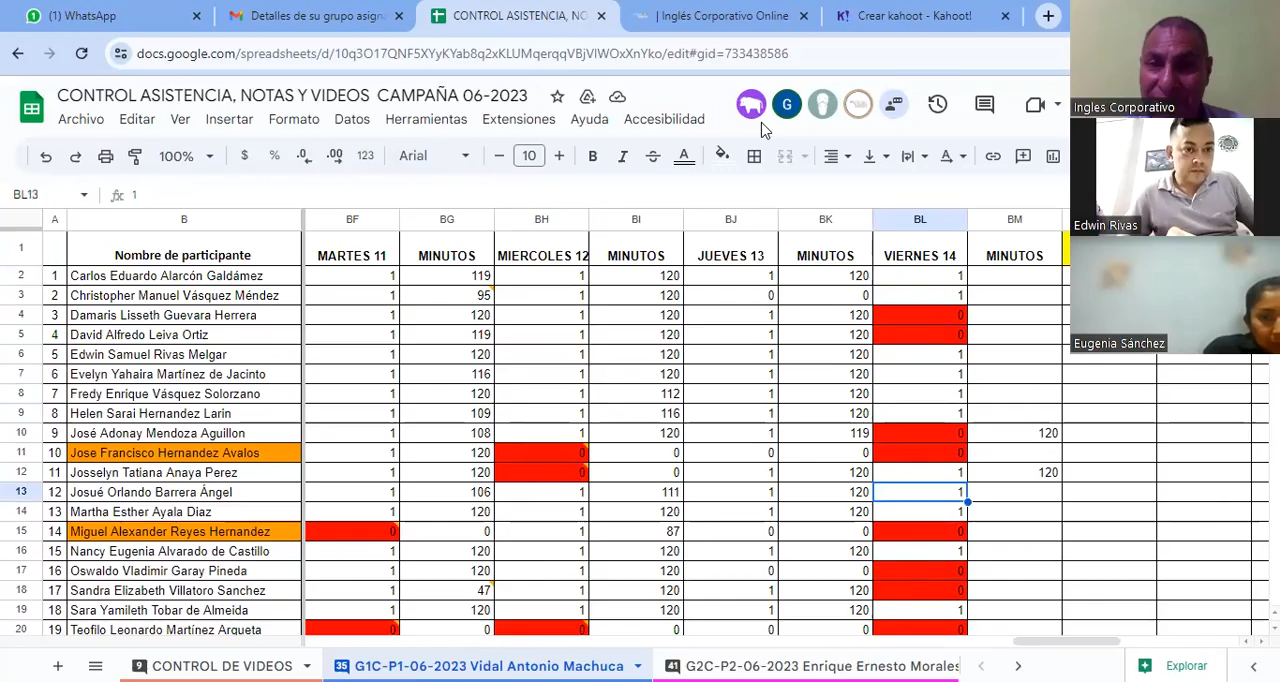 (1) WhatsApp
Detalles de su grupo asigna
CONTROL ASISTENCIA, NO
| Inglés Corporativo Online
Crear kahoot - Kahoot!
docs.google.com/spreadsheets/d/
/edit#gid=733438586
CONTROL ASISTENCIA, NOTAS Y VIDEOS CAMPAÑA 06-2023
Archivo Editar Ver Insertar Formato Datos Herramientas Extensiones Ayuda Accesibilidad
G
100% $ % .0 .00 123 Arial 10 B I A
BL13 fx 1
A B BF BG BH BI BJ BK BL BM
1 Nombre de participante MARTES 11 MINUTOS MIERCOLES 12 MINUTOS JUEVES 13 MINUTOS VIERNES 14 MINUTOS
2 1 Carlos Eduardo Alarcón Galdámez 1 119 1 120 1 120 1
3 2 Christopher Manuel Vásquez Méndez 1 95 1 120 0 0 1
4 3 Damaris Lisseth Guevara Herrera 1 120 1 120 1 120 0
5 4 David Alfredo Leiva Ortiz 1 119 1 120 1 120 0
6 5 Edwin Samuel Rivas Melgar 1 120 1 120 1 120 1
7 6 Evelyn Yahaira Martínez de Jacinto 1 116 1 120 1 120 1
8 7 Fredy Enrique Vásquez Solorzano 1 120 1 112 1 120 1
9 8 Helen Sarai Hernandez Larin 1 109 1 116 1 120 1
10 9 José Adonay Mendoza Aguillon 1 108 1 120 1 119 0 120
11 10 Jose Francisco Hernandez Avalos 1 120 0 0 0 0 0
12 11 Josselyn Tatiana Anaya Perez 1 120 0 0 1 120 1 120
13 12 Josué Orlando Barrera Ángel 1 106 1 111 1 120 1
14 13 Martha Esther Ayala Diaz 1 120 1 120 1 120 1
15 14 Miguel Alexander Reyes Hernandez 0 0 1 87 0 0 0
16 15 Nancy Eugenia Alvarado de Castillo 1 120 1 120 1 120 1
17 16 Oswaldo Vladimir Garay Pineda 1 120 1 120 0 0 0
18 17 Sandra Elizabeth Villatoro Sanchez 1 47 1 120 1 120 0
19 18 Sara Yamileth Tobar de Almeida 1 120 1 120 1 120 1
20 19 Teofilo Leonardo Martínez Argueta 0 0 0 0 0 0 0
9 CONTROL DE VIDEOS
35 G1C-P1-06-2023 Vidal Antonio Machuca
41 G2C-P2-06-2023 Enrique Ernesto Morales
Explorar
Ingles Corporativo
Edwin Rivas
Eugenia Sánchez